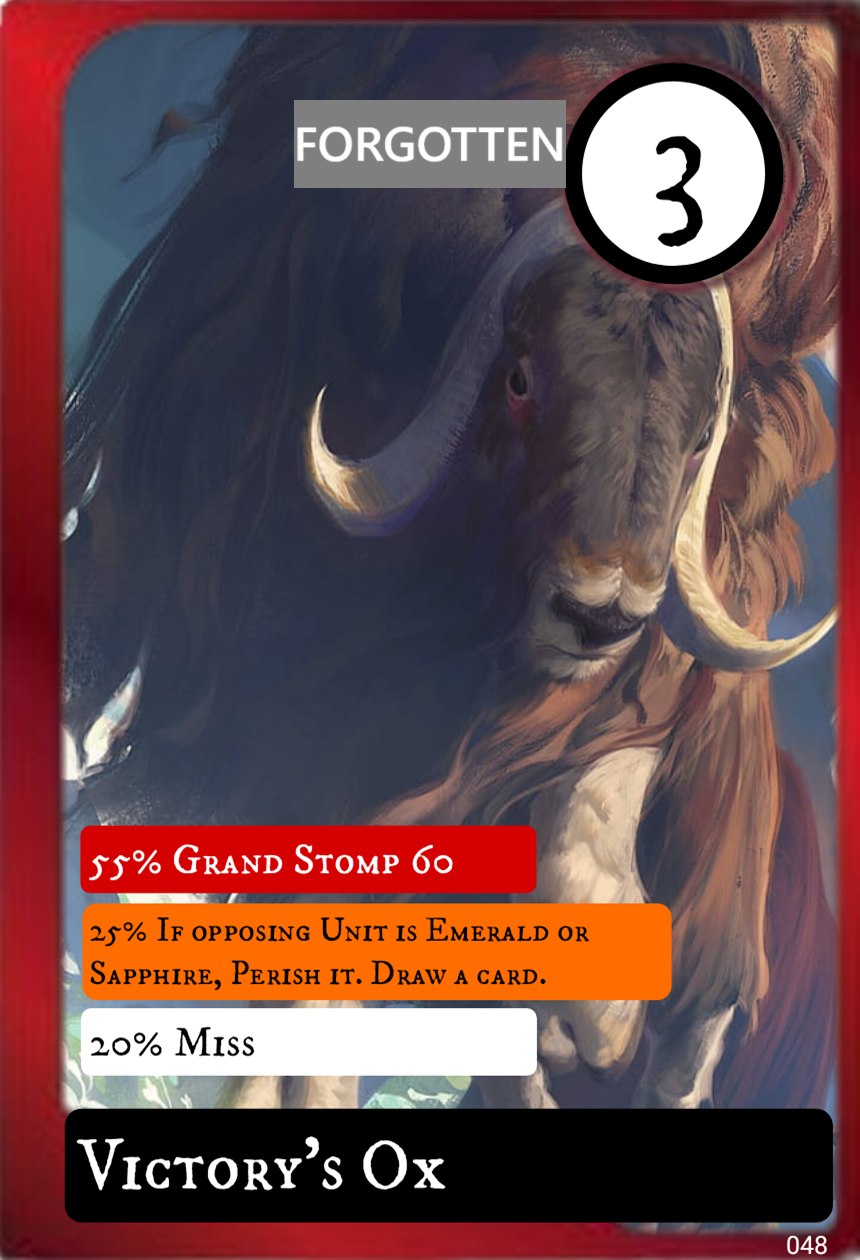 FORGOTTEN
3
55% Grand Stomp 60
25% If opposing Unit is Emerald or
Sapphire, Perish it. Draw a card.
20% Miss
Victory's Ox
048